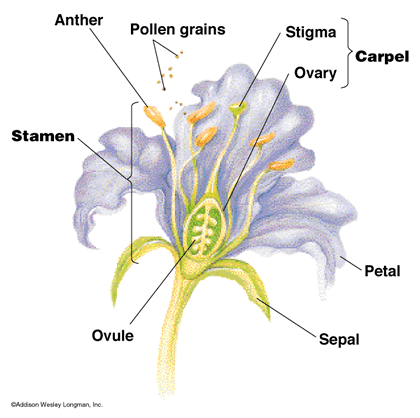 Anther
Pollen grains
Stigma
Carpel
Ovary
Stamen
Petal
Ovule
Sepal
©Addison Wesley Longman, Inc.